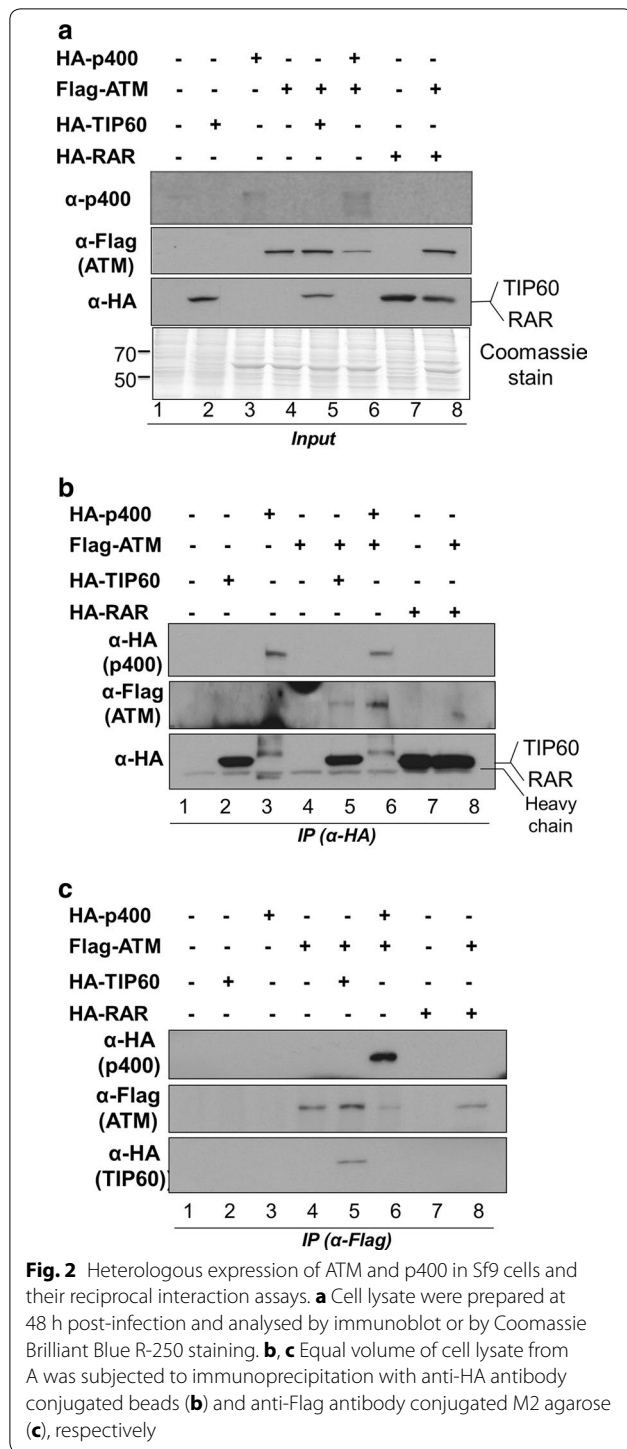 a
HA-p400 - - + - - + - -
Flag-ATM - - - + + + - +
HA-TIP60 - + - - + - - -
HA-RAR - - - - - - + +
α-p400
α-Flag
(ATM)
α-HA
TIP60
RAR
70
50
Coomassie
stain
1 2 3 4 5 6 7 8
Input
b
HA-p400 - - + - - + - -
Flag-ATM - - - + + + - +
HA-TIP60 - + - - + - - -
HA-RAR - - - - - - + +
α-HA
(p400)
α-Flag
(ATM)
α-HA
TIP60
RAR
Heavy
chain
1 2 3 4 5 6 7 8
IP (α-HA)
c
HA-p400 - - + - - + - -
Flag-ATM - - - + + + - +
HA-TIP60 - + - - + - - -
HA-RAR - - - - - - + +
α-HA
(p400)
α-Flag
(ATM)
α-HA
(TIP60))
1 2 3 4 5 6 7 8
IP (α-Flag)
Fig. 2 Heterologous expression of ATM and p400 in Sf9 cells and
their reciprocal interaction assays. a Cell lysate were prepared at
48 h post-infection and analysed by immunoblot or by Coomassie
Brilliant Blue R-250 staining. b, c Equal volume of cell lysate from
A was subjected to immunoprecipitation with anti-HA antibody
conjugated beads (b) and anti-Flag antibody conjugated M2 agarose
(c), respectively